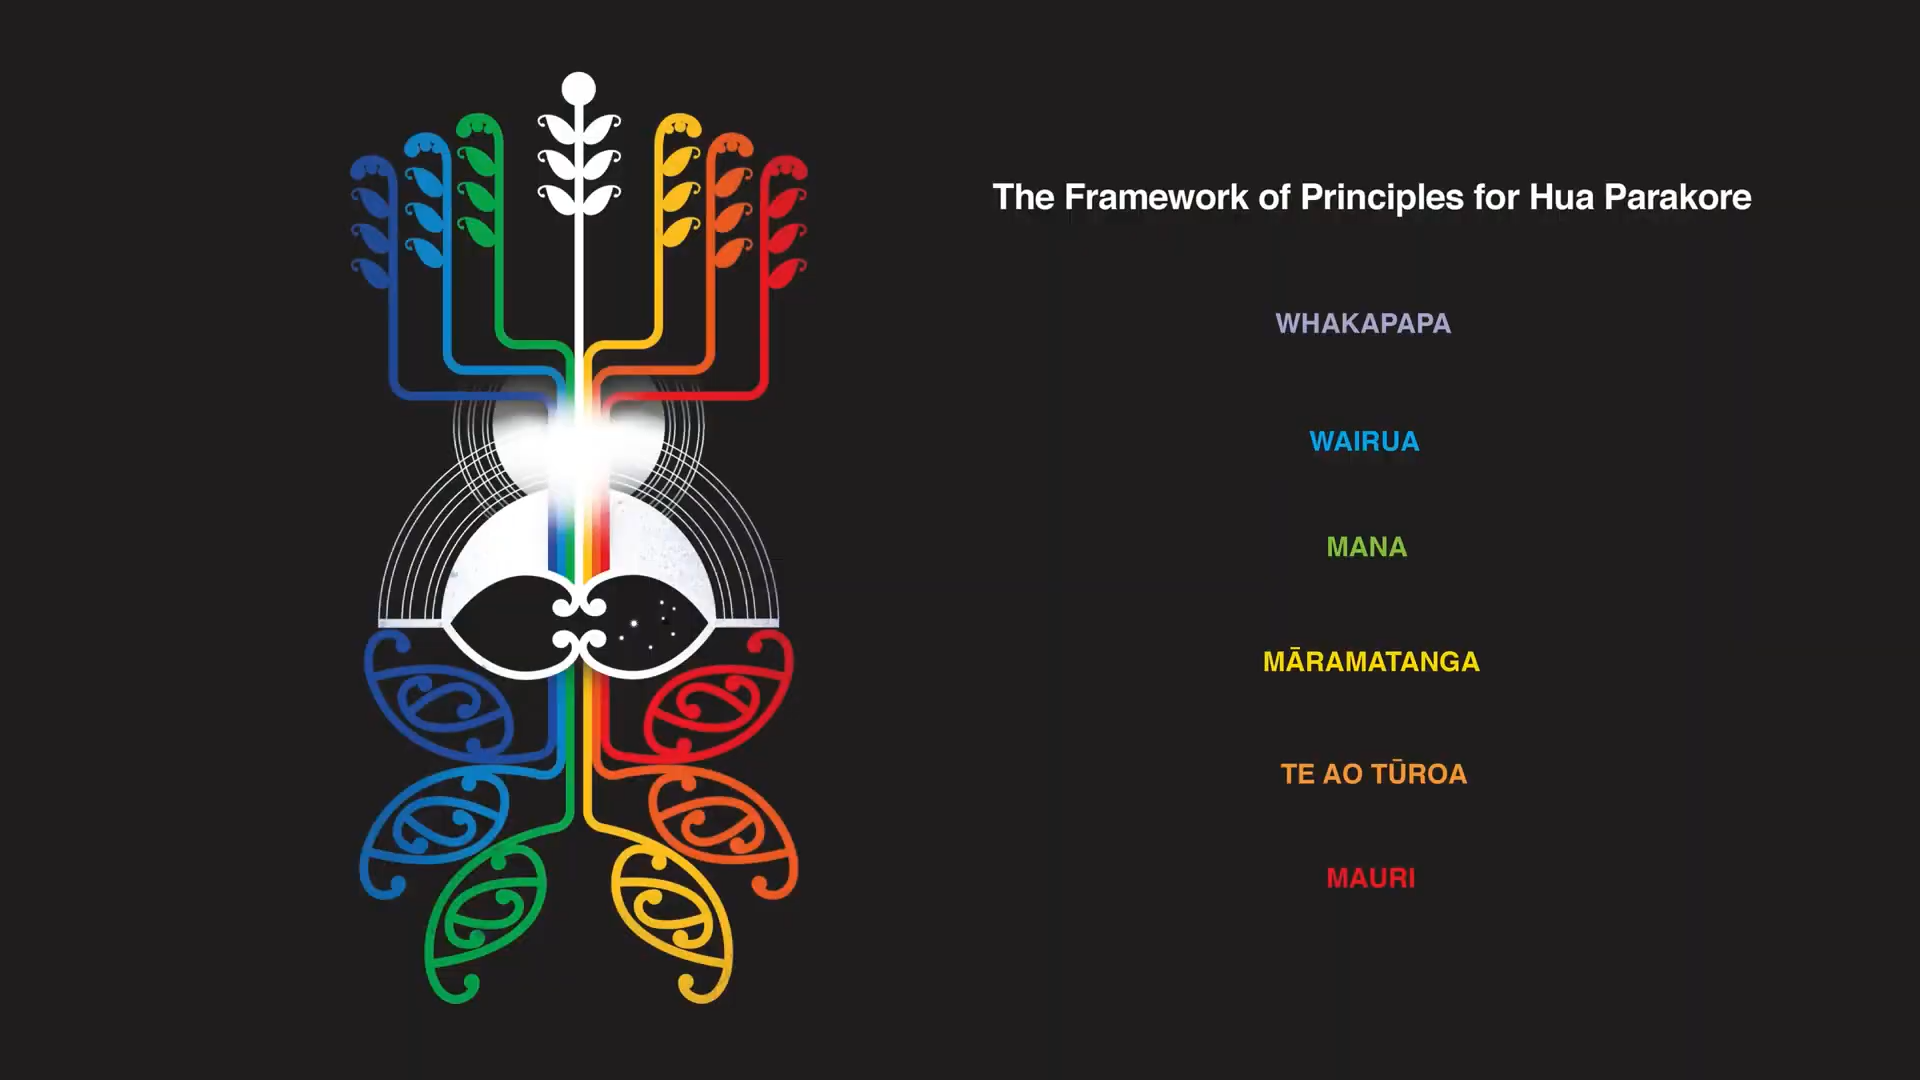 The Framework of Principles for Hua Parakore
WHAKAPAPA
WAIRUA
MANA
MĀRAMATANGA
TE AO TŪROA
MAURI